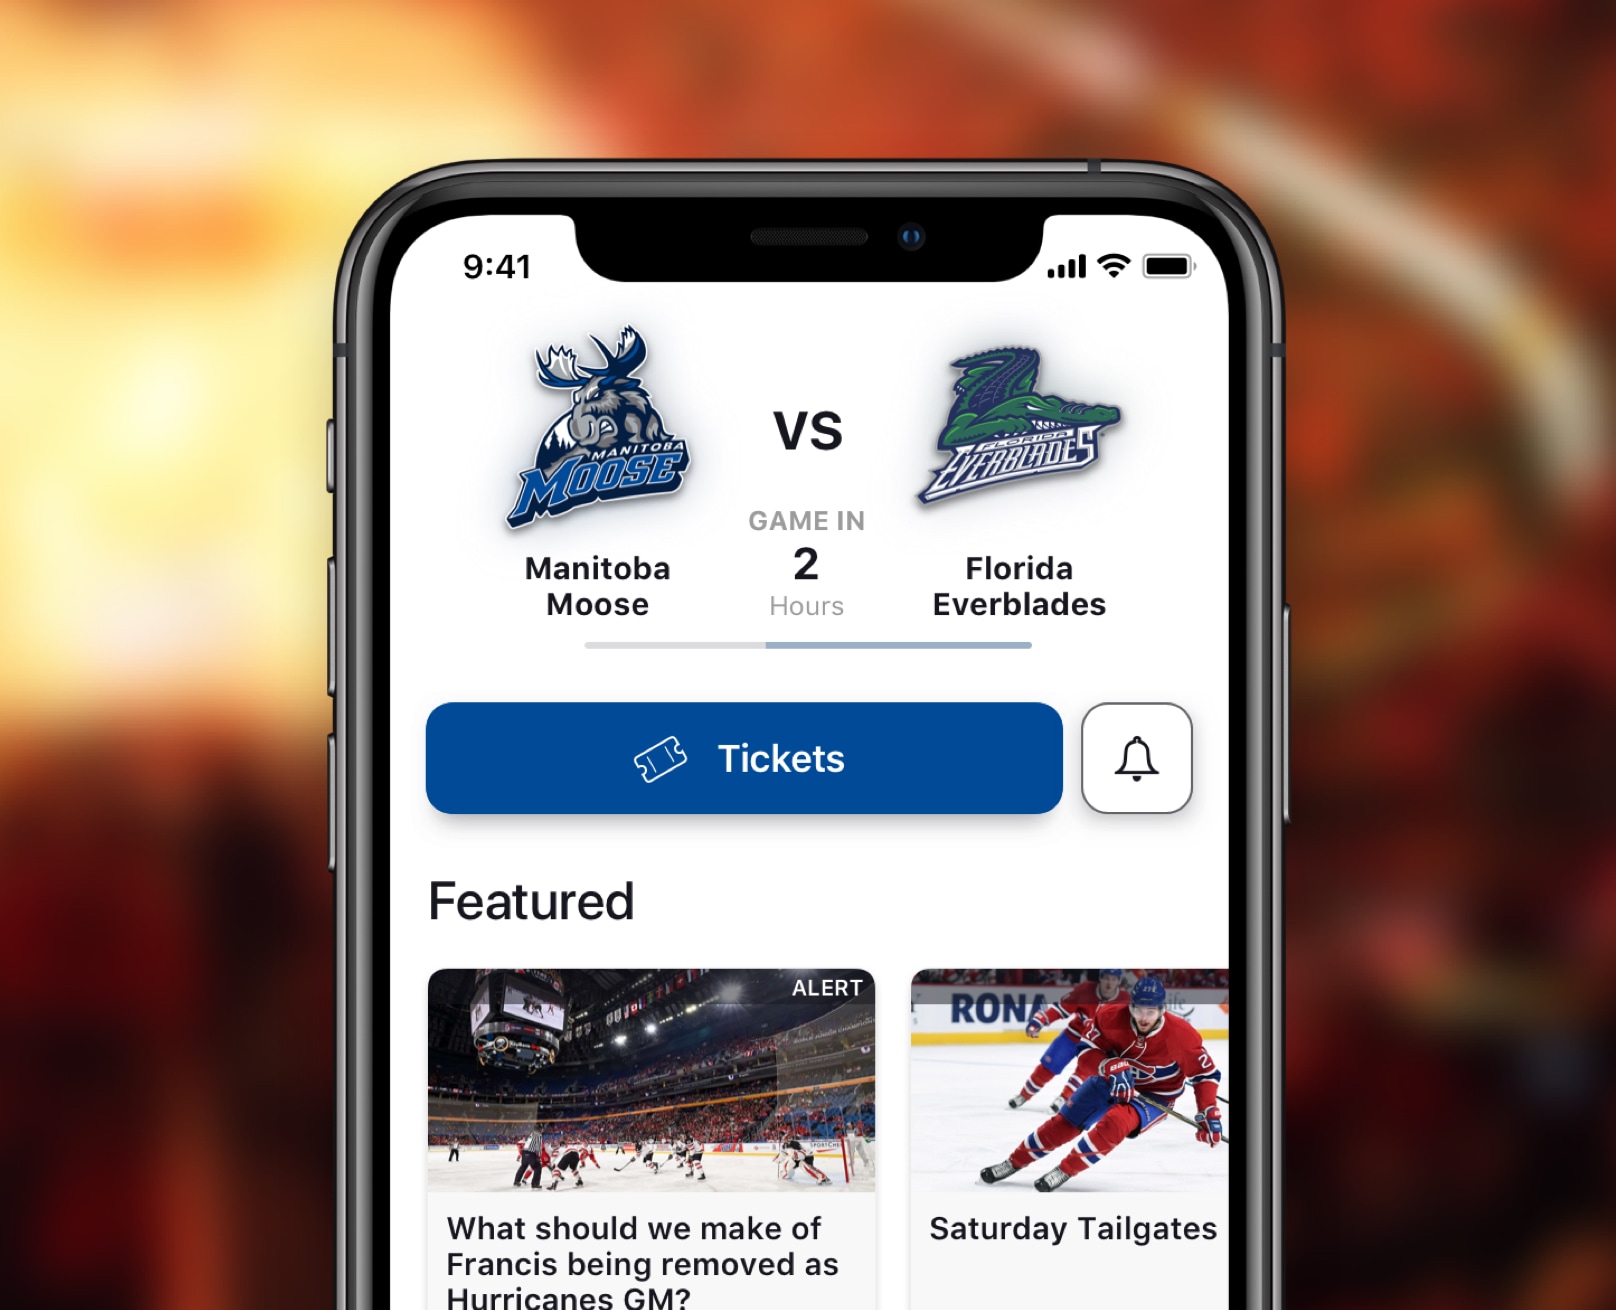 9:41
MANITOBA
MOOSE
VS
FLORIDA
EVERBLADES
GAME IN
2
Hours
Manitoba
Moose
Florida
Everblades
Tickets
Featured
ALERT
RONA
What should we make of
Francis being removed as
Hurricanes GM?
Saturday Tailgates